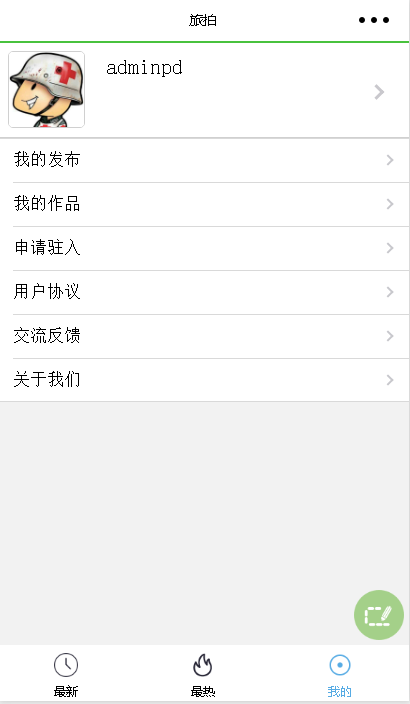 旅拍
adminpd
我的发布
我的作品
申请驻入
用户协议
交流反馈
关于我们
最新
最热
我的